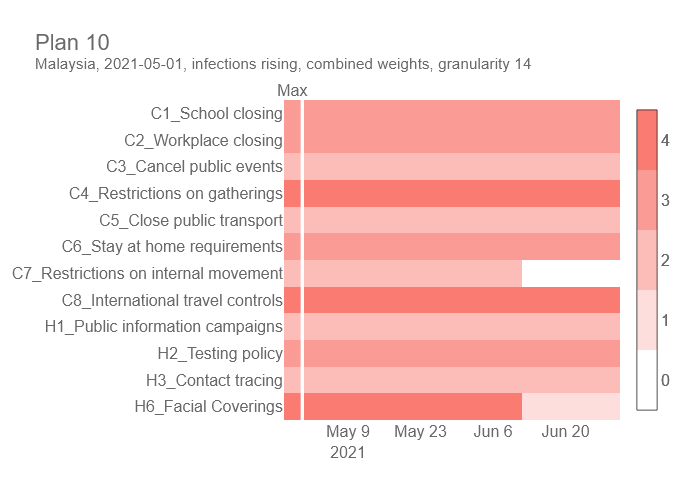 Plan 10
Malaysia, 2021-05-01, infections rising, combined weights, granularity 14
Max
C1_School closing
C2_Workplace closing
C3_Cancel public events
C4_Restrictions on gatherings
C5_Close public transport
C6_Stay at home requirements
C7_Restrictions on internal movement
C8_International travel controls
H1_Public information campaigns
H2_Testing policy
H3_Contact tracing
H6_Facial Coverings
May 9 May 23 Jun 6 Jun 20
2021
4
3
2
1
0